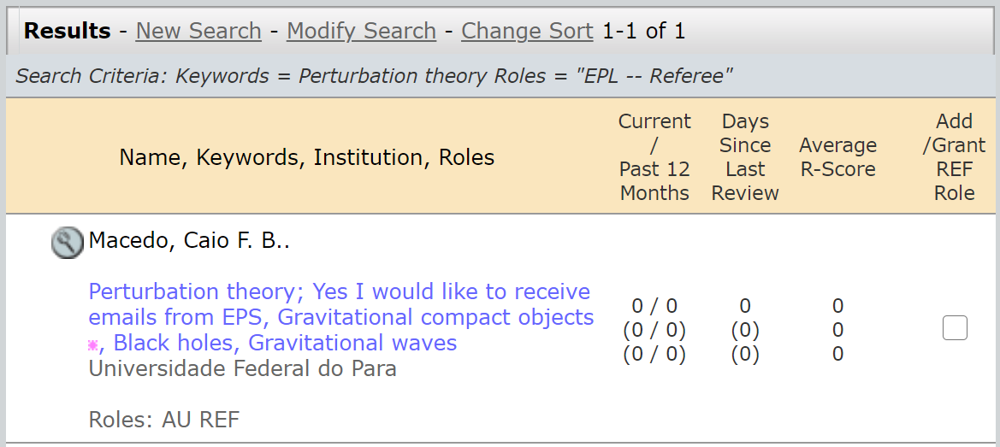 Results - New Search - Modify Search - Change Sort 1-1 of 1
Search Criteria: Keywords = Perturbation theory Roles = "EPL -- Referee"
Name, Keywords, Institution, Roles
Current
/
Past 12
Months
Days
Since
Last
Review
Average
R-Score
Add
/Grant
REF
Role
Macedo, Caio F. B..
Perturbation theory; Yes I would like to receive
emails from EPS, Gravitational compact objects
, Black holes, Gravitational waves
Universidade Federal do Para
Roles: AU REF
0 / 0
(0 / 0)
(0 / 0)
0
(0)
(0)
0
0
0